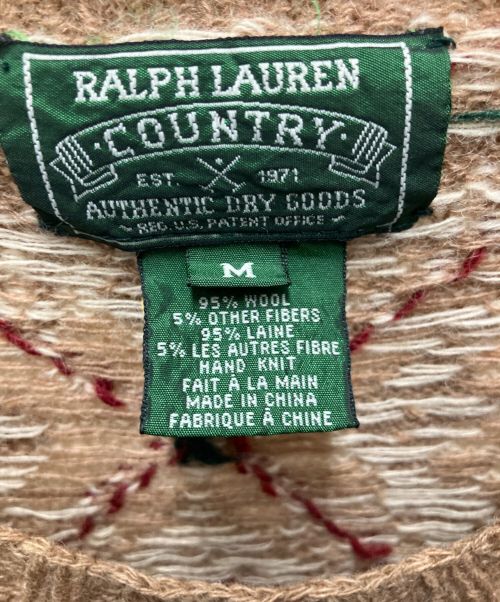 RALPH LAUREN
COUNTRY
EST. 1971
AUTHENTIC DRY GOODS
REG. U.S. PATENT OFFICE
M
95% WOOL
5% OTHER FIBERS
95% LAINE
5% LES AUTRES FIBRE
HAND KNIT
FAIT À LA MAIN
MADE IN CHINA
FABRIQUE À CHINE